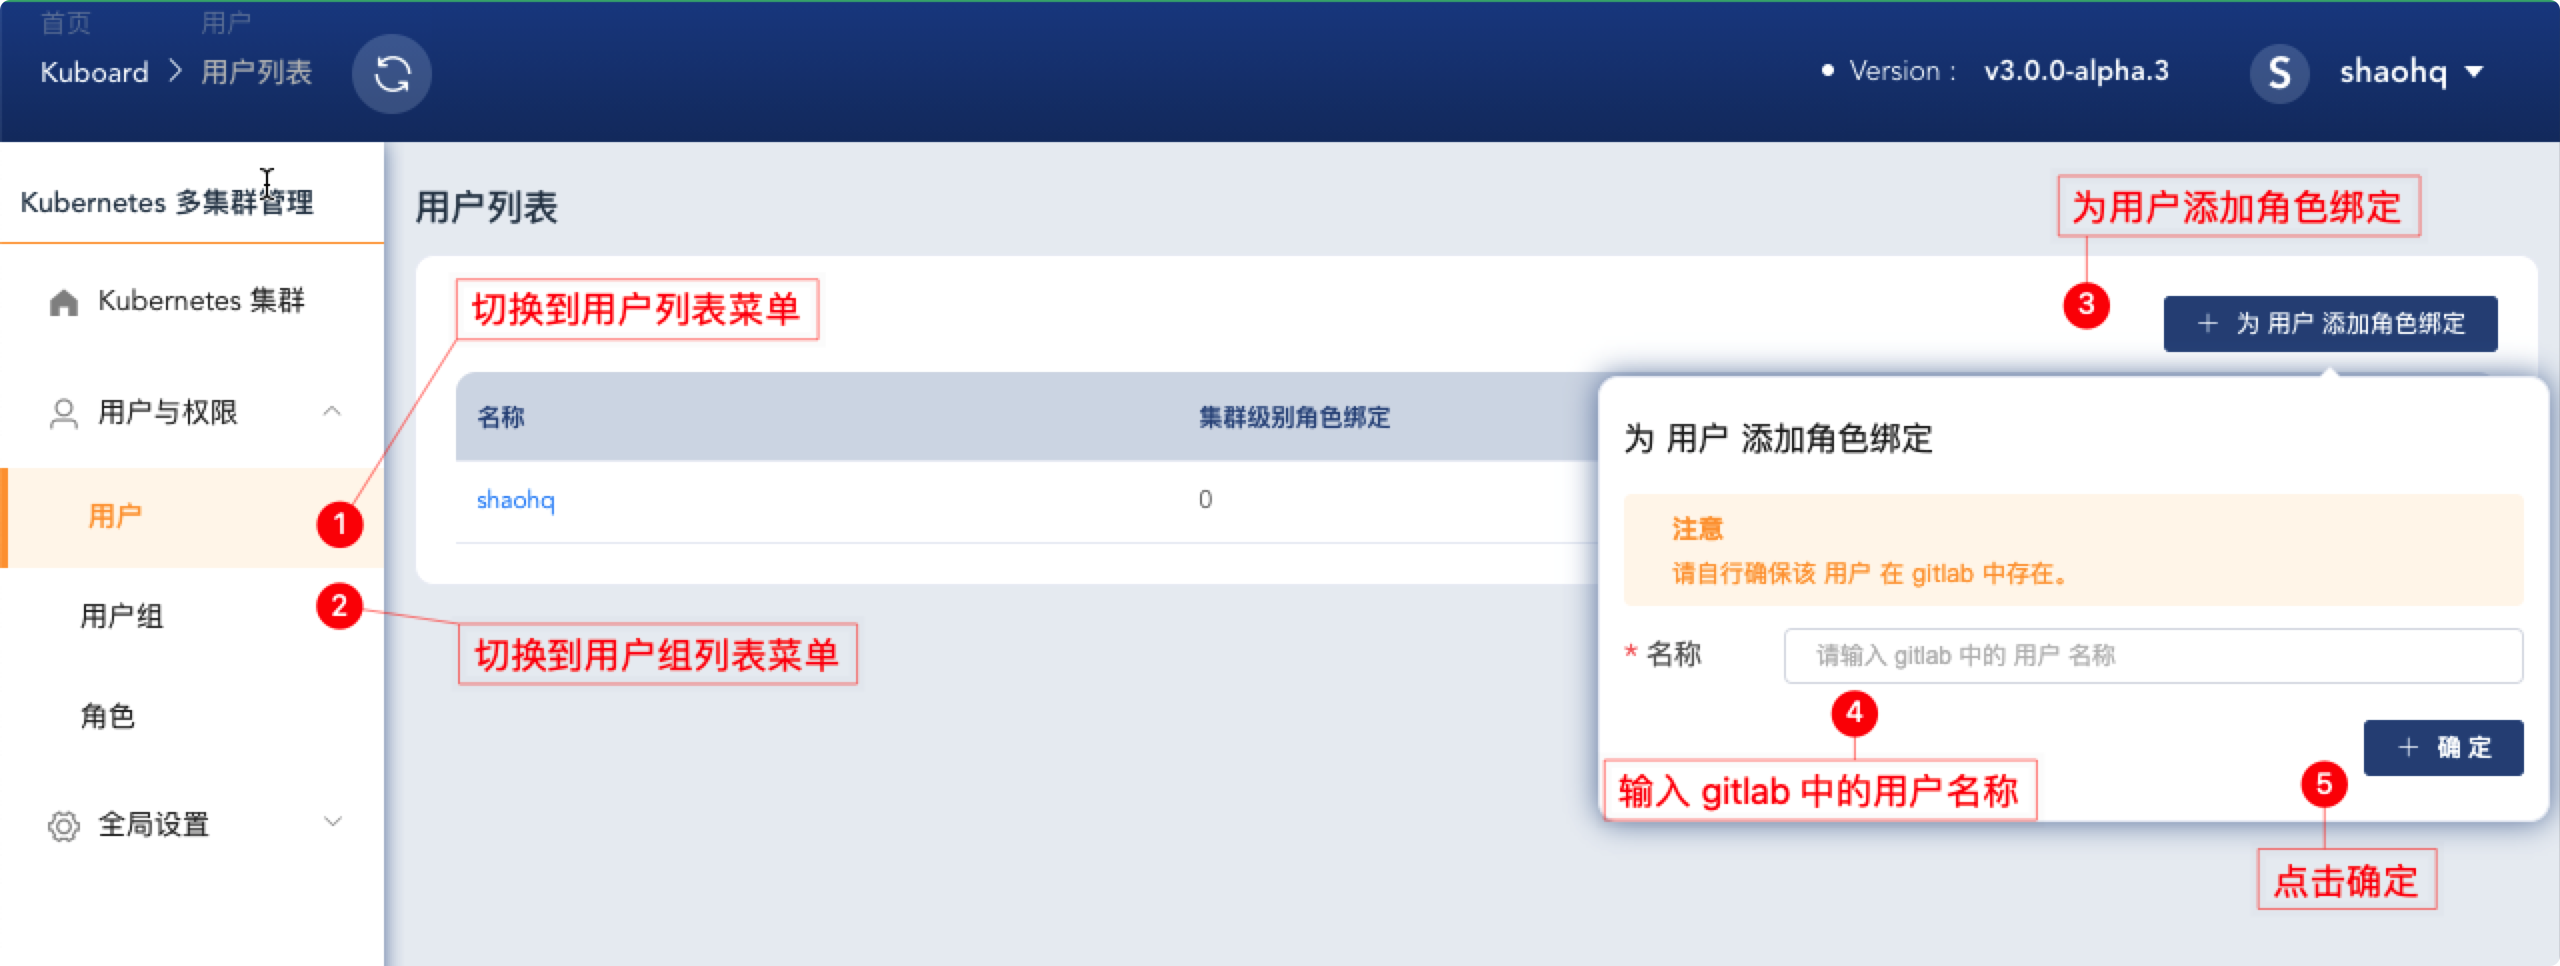 首页 用户
Kuboard > 用户列表
Version : v3.0.0-alpha.3
S shaohq
Kubernetes 多集群管理
Kubernetes 集群
用户与权限
用户
1
用户组
2
角色
全局设置
用户列表
切换到用户列表菜单
切换到用户组列表菜单
为用户添加角色绑定
3
+ 为 用户 添加角色绑定
名称 集群级别角色绑定
shaohq 0
为 用户 添加角色绑定
注意
请自行确保该 用户 在 gitlab 中存在。
* 名称 请输入 gitlab 中的 用户 名称
4
输入 gitlab 中的用户名称
+ 确 定
5
点击确定